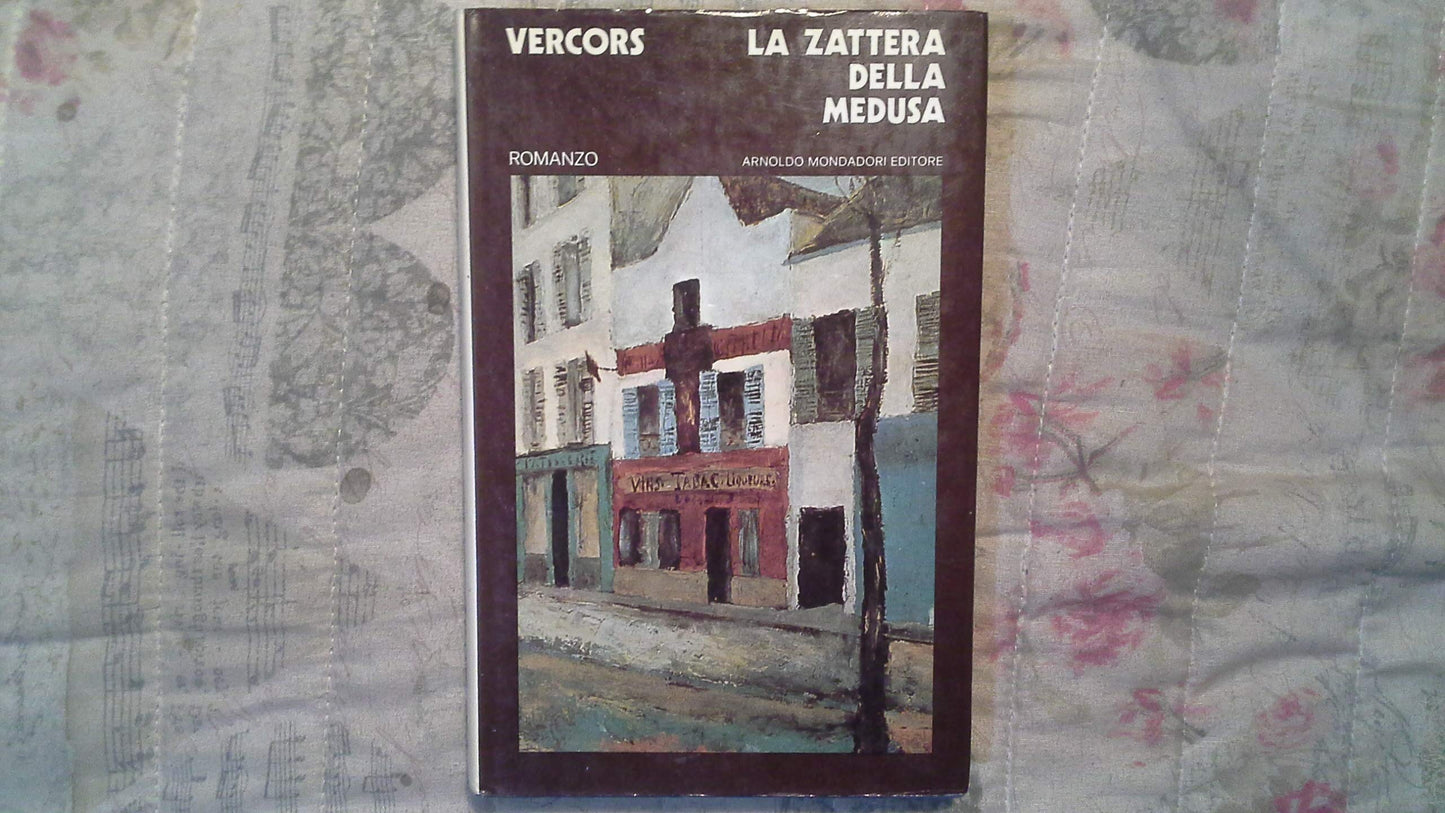 VERCORS
LA ZATTERA
DELLA
MEDUSA
ROMANZO
ARNOLDO MONDADORI EDITORE
VINS TABAC LIQUEURS